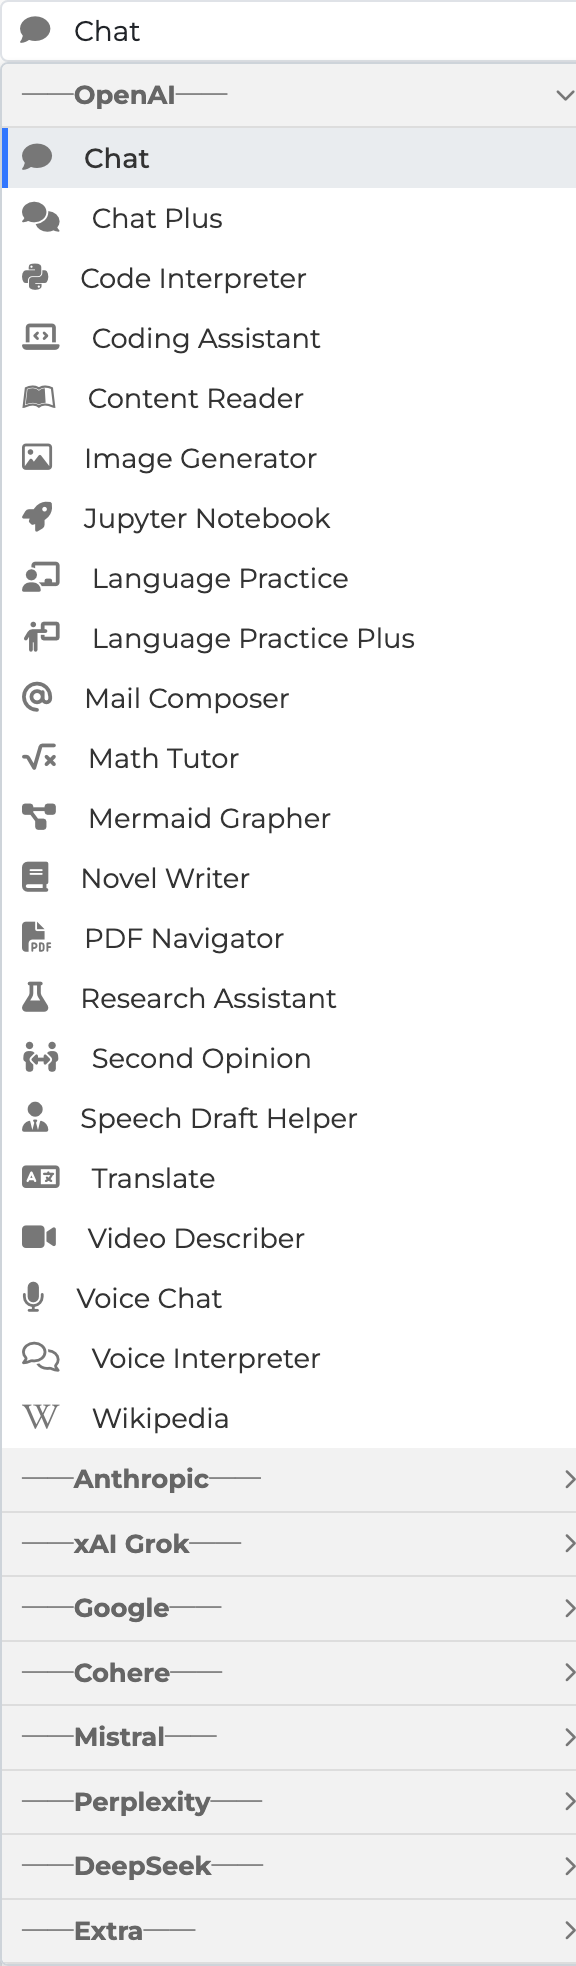 Chat
OpenAI
Chat
Chat Plus
Code Interpreter
Coding Assistant
Content Reader
Image Generator
Jupyter Notebook
Language Practice
Language Practice Plus
Mail Composer
Math Tutor
Mermaid Grapher
Novel Writer
PDF Navigator
Research Assistant
Second Opinion
Speech Draft Helper
Translate
Video Describer
Voice Chat
Voice Interpreter
Wikipedia
Anthropic
xAI Grok
Google
Cohere
Mistral
Perplexity
DeepSeek
Extra